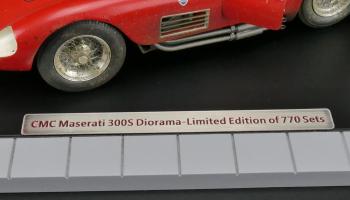 CMC Maserati 300S Diorama-Limited Edition of 770 Sets